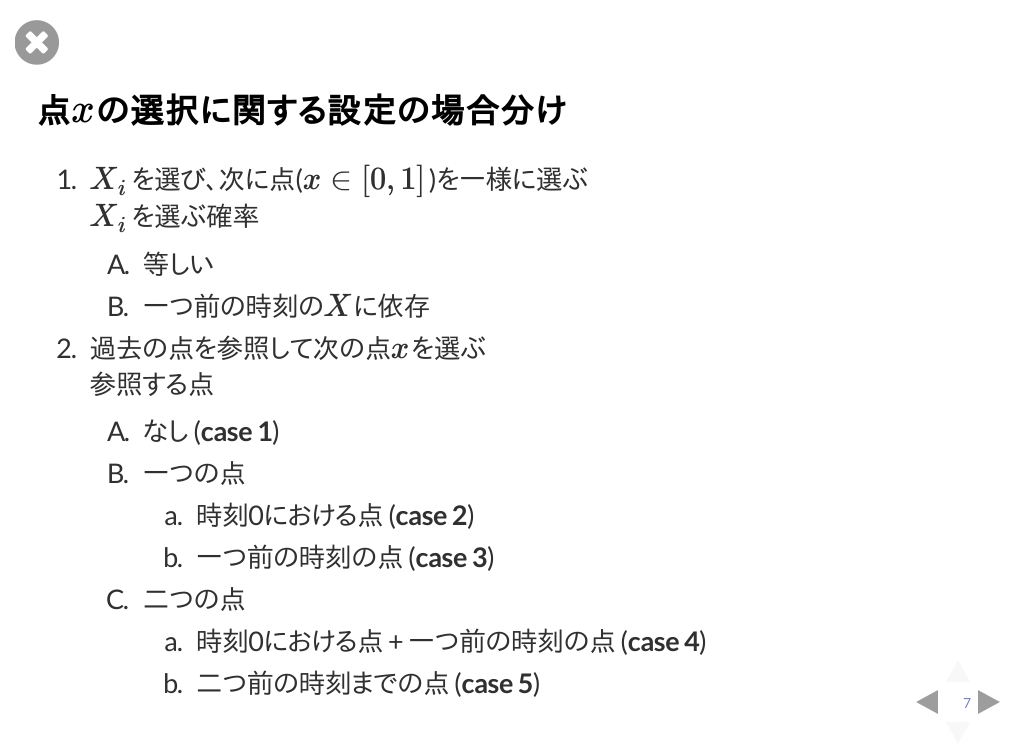 点xの選択に関する設定の場合分け
1. X_i を選び、次に点(x ∈ [0, 1])を一様に選ぶ
X_i を選ぶ確率
A. 等しい
B. 一つ前の時刻のXに依存
2. 過去の点を参照して次の点xを選ぶ
参照する点
A. なし (case 1)
B. 一つの点
a. 時刻0における点 (case 2)
b. 一つ前の時刻の点 (case 3)
C. 二つの点
a. 時刻0における点 + 一つ前の時刻の点 (case 4)
b. 二つ前の時刻までの点 (case 5)
7